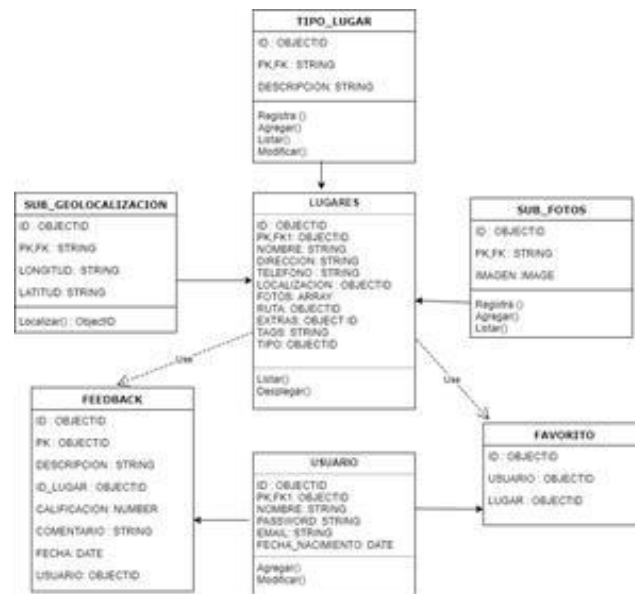 TIPO_LUGAR
ID : OBJECTID
PK,FK : STRING
DESCRIPCION: STRING
Registra ()
Agregar()
Listar()
Modificar()
SUB_GEOLOCALIZACION
ID : OBJECTID
PK,FK : STRING
LONGITUD: STRING
LATITUD: STRING
Localizar() : ObjectID
LUGARES
ID : OBJECTID
PK,FK1: OBJECTID
NOMBRE: STRING
DIRECCION: STRING
TELEFONO : STRING
LOCALIZACION : OBJECTID
FOTOS: ARRAY
RUTA: OBJECTID
EXTRAS: OBJECT ID
TAGS: STRING
TIPO: OBJECTID
Listar()
Desplegar()
SUB_FOTOS
ID : OBJECTID
PK,FK : STRING
IMAGEN: IMAGE
Registra ()
Agregar()
Listar()
Use
Use
FEEDBACK
ID : OBJECTID
PK : OBJECTID
DESCRIPCION : STRING
ID_LUGAR : OBJECTID
CALIFICACION: NUMBER
COMENTARIO : STRING
FECHA: DATE
USUARIO: OBJECTID
USUARIO
ID : OBJECTID
PK,FK1: OBJECTID
NOMBRE: STRING
PASSWORD: STRING
EMAIL: STRING
FECHA_NACIMIENTO: DATE
Agregar()
Modificar()
FAVORITO
ID : OBJECTID
USUARIO : OBJECTID
LUGAR : OBJECTID